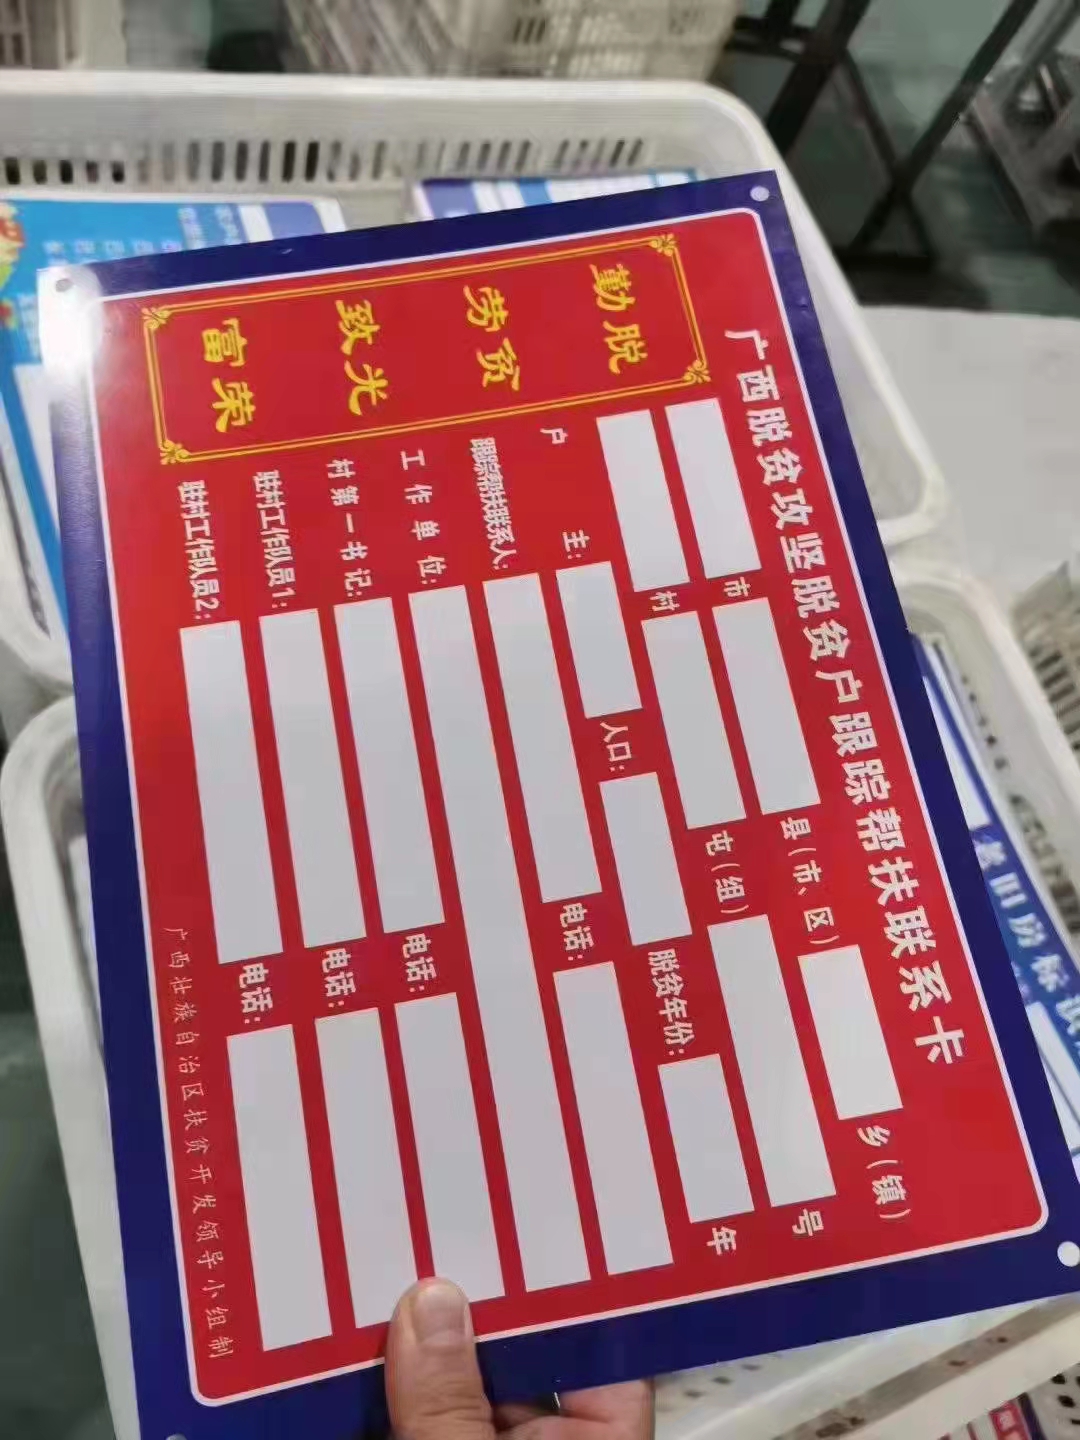 广西脱贫攻坚脱贫户跟踪帮扶联系卡
市 县(市、区) 乡(镇)
村 屯(组) 号
户主: 人口: 脱贫年份: 年
跟踪帮扶联系人: 电话:
工作单位:
村第一书记: 电话:
驻村工作队员1: 电话:
驻村工作队员2: 电话:
勤劳致富
脱贫光荣
广西壮族自治区扶贫开发领导小组制
老旧房标识